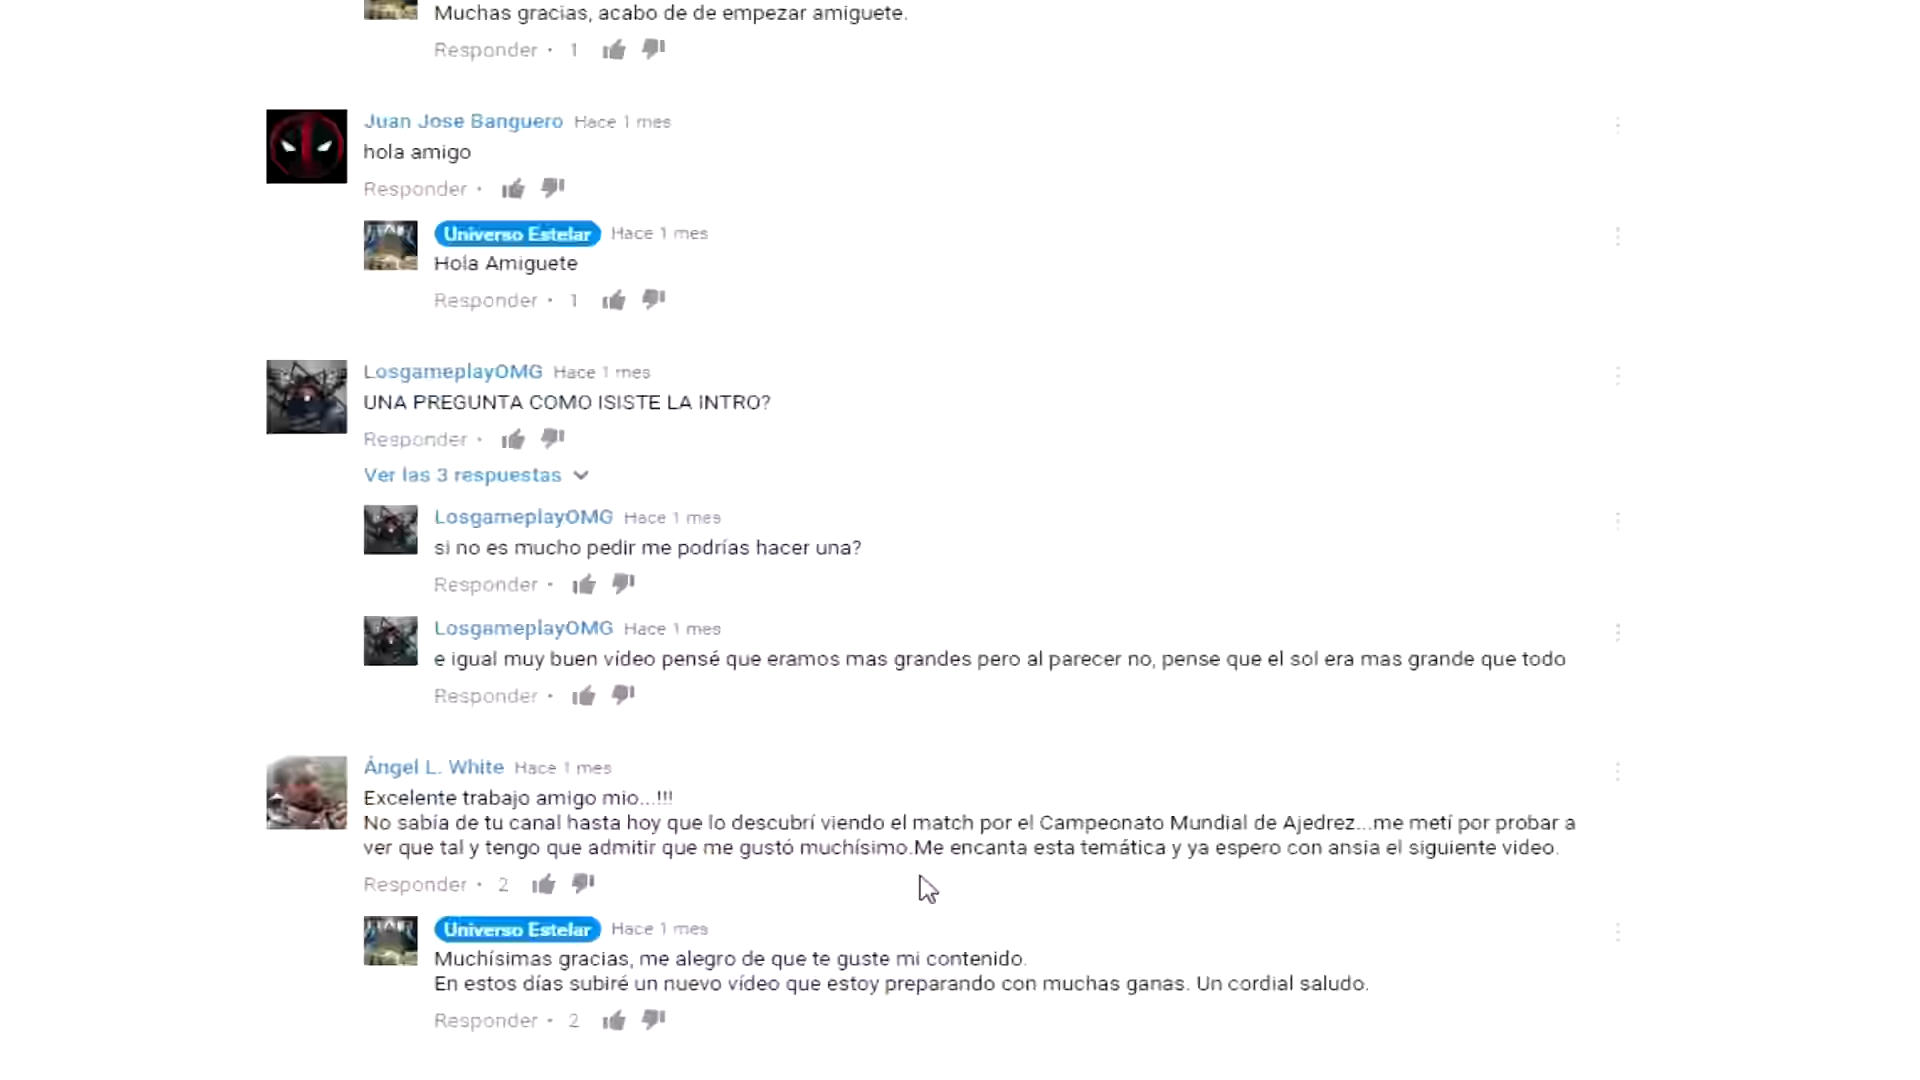 Muchas gracias, acabo de de empezar amiguete.
Responder · 1
Juan Jose Banguero Hace 1 mes
hola amigo
Responder ·
Universo Estelar Hace 1 mes
Hola Amiguete
Responder · 1
LosgameplayOMG Hace 1 mes
UNA PREGUNTA COMO ISISTE LA INTRO?
Responder ·
Ver las 3 respuestas
LosgameplayOMG Hace 1 mes
si no es mucho pedir me podrías hacer una?
Responder ·
LosgameplayOMG Hace 1 mes
e igual muy buen vídeo pensé que eramos mas grandes pero al parecer no, pense que el sol era mas grande que todo
Responder ·
Ángel L. White Hace 1 mes
Excelente trabajo amigo mio...!!!
No sabía de tu canal hasta hoy que lo descubrí viendo el match por el Campeonato Mundial de Ajedrez...me metí por probar a
ver que tal y tengo que admitir que me gustó muchísimo.Me encanta esta temática y ya espero con ansia el siguiente video.
Responder · 2
Universo Estelar Hace 1 mes
Muchísimas gracias, me alegro de que te guste mi contenido.
En estos días subiré un nuevo vídeo que estoy preparando con muchas ganas. Un cordial saludo.
Responder · 2